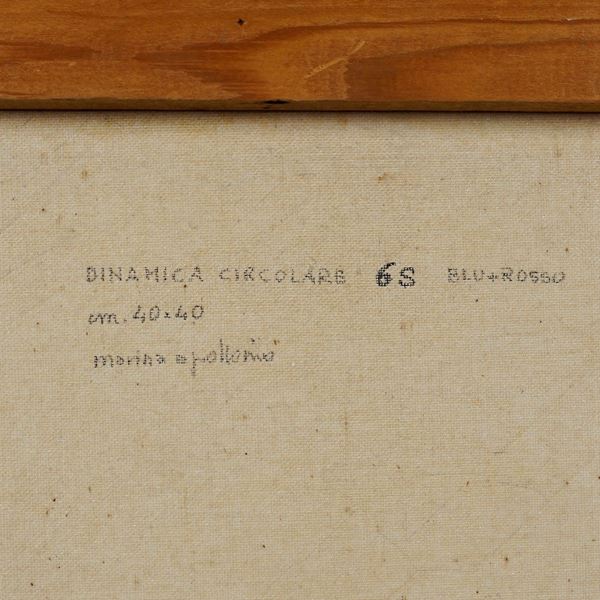 DINAMICA CIRCOLARE 6S BLU+ROSSO
cm. 40x40
marina apollonio